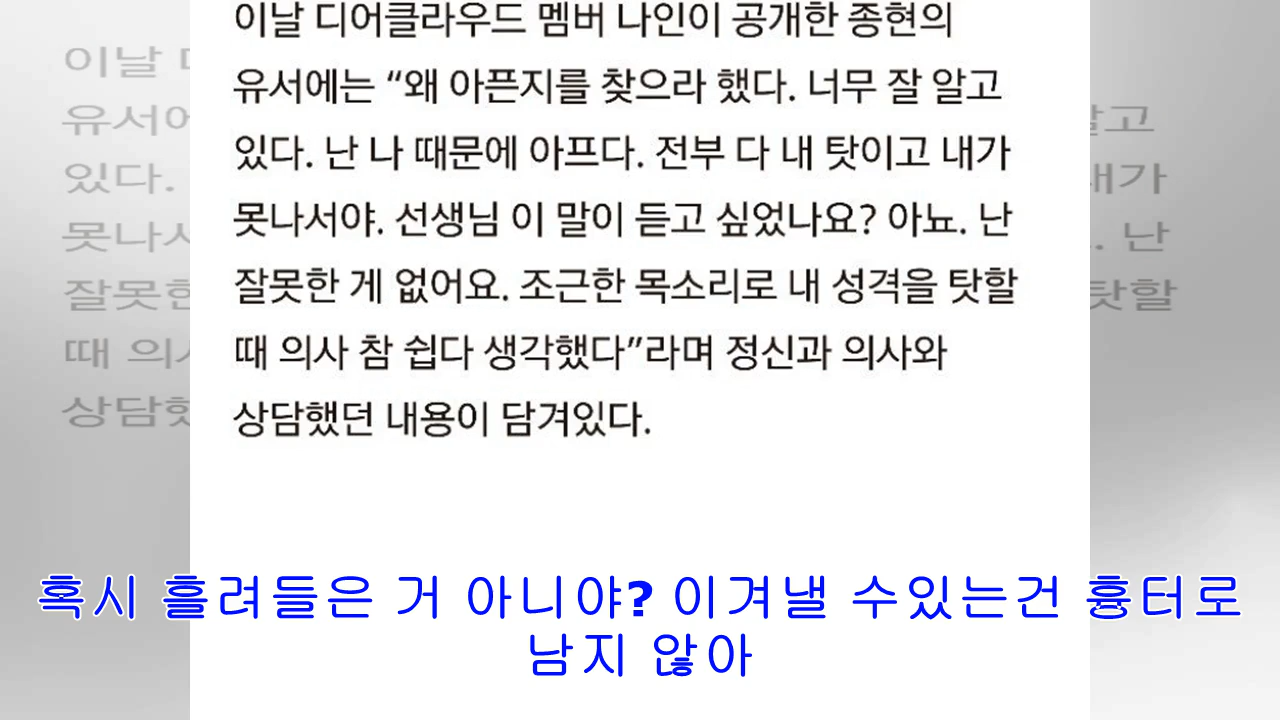 이날 디어클라우드 멤버 나인이 공개한 종현의
유서에는 “왜 아픈지를 찾으라 했다. 너무 잘 알고
있다. 난 나 때문에 아프다. 전부 다 내 탓이고 내가
못나서야. 선생님 이 말이 듣고 싶었나요? 아뇨. 난
잘못한 게 없어요. 조근한 목소리로 내 성격을 탓할
때 의사 참 쉽다 생각했다”라며 정신과 의사와
상담했던 내용이 담겨있다.
혹시 흘려들은 거 아니야? 이겨낼 수있는건 흉터로
남지 않아